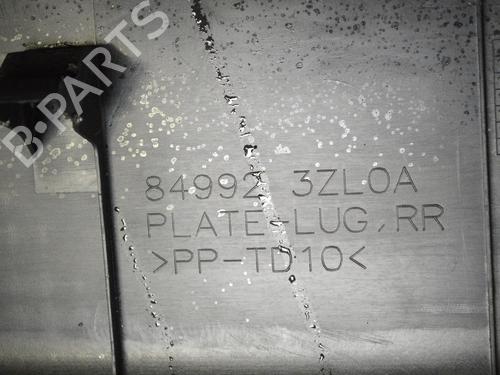 B·PARTS
84992 3ZL0A
PLATE-LUG,RR
>PP-TD10<